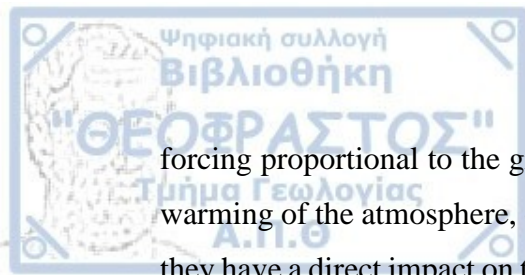 Ψηφιακή συλλογή
Βιβλιοθήκη
"ΘΕΟΦΡΑΣΤΟΣ"
forcing proportional to the g
Τμήμα Γεωλογίας
warming of the atmosphere,
Α.Π.Θ
they have a direct impact on t